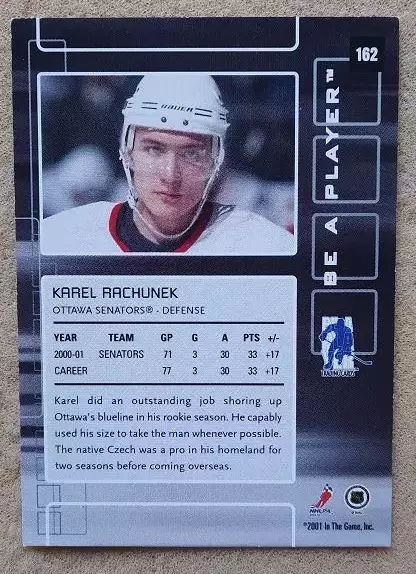 162
BAUER
BE A PLAYER™
KAREL RACHUNEK
OTTAWA SENATORS® - DEFENSE
YEAR TEAM GP G A PTS +/-
2000-01 SENATORS 71 3 30 33 +17
CAREER 77 3 30 33 +17
Karel did an outstanding job shoring up
Ottawa's blueline in his rookie season. He capably
used his size to take the man whenever possible.
The native Czech was a pro in his homeland for
two seasons before coming overseas.
NHLPA
©2001 In The Game, Inc.